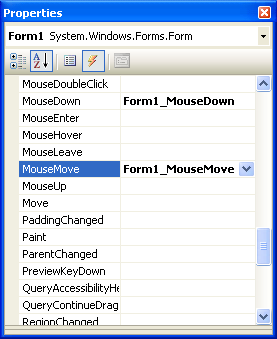 Properties
Form1 System.Windows.Forms.Form
MouseDoubleClick
MouseDown Form1_MouseDown
MouseEnter
MouseHover
MouseLeave
MouseMove Form1_MouseMove
MouseUp
Move
PaddingChanged
Paint
ParentChanged
PreviewKeyDown
QueryAccessibilityHe
QueryContinueDrag
RegionChanged